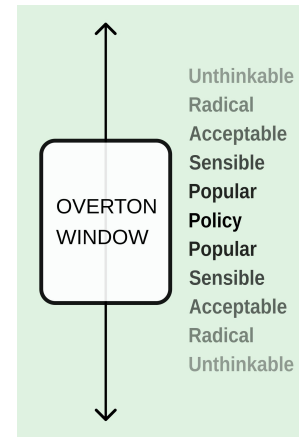 OVERTON
WINDOW
Unthinkable
Radical
Acceptable
Sensible
Popular
Policy
Popular
Sensible
Acceptable
Radical
Unthinkable